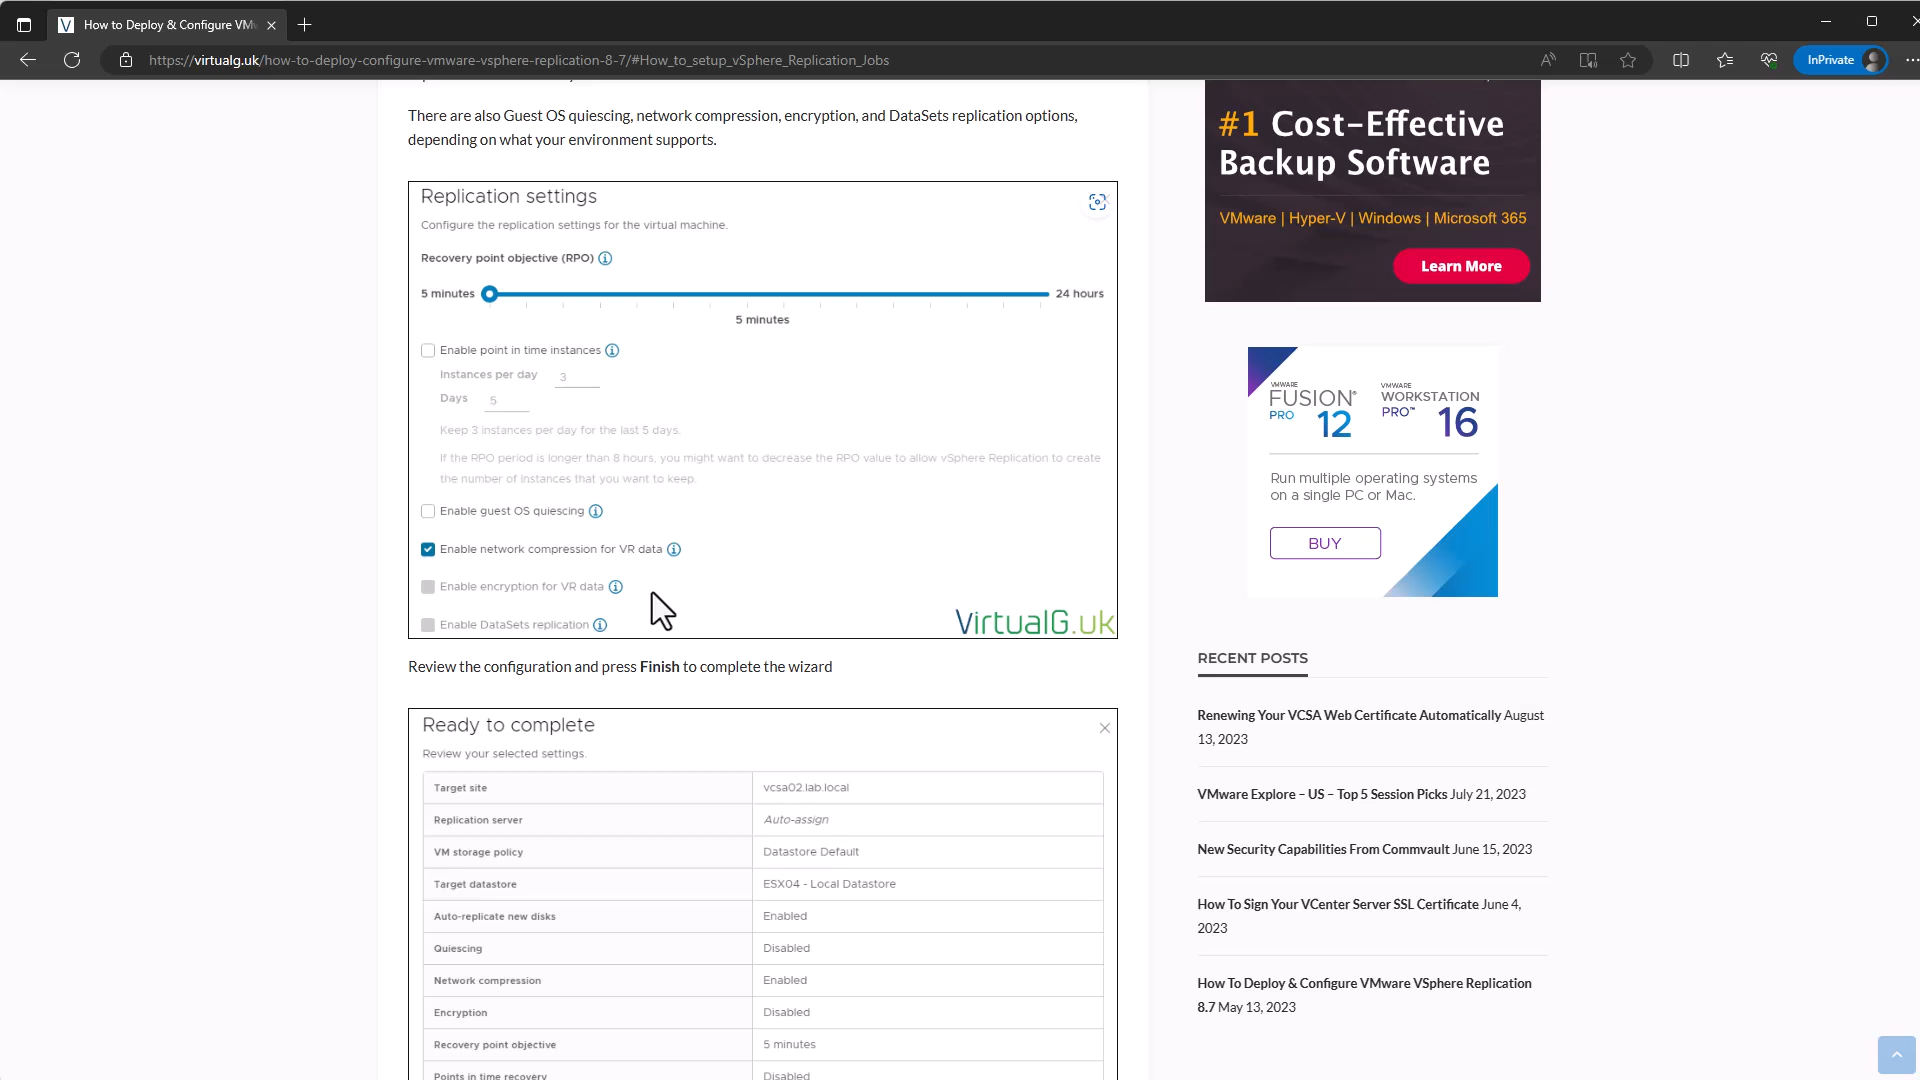 How to Deploy & Configure VM
https://virtualg.uk/how-to-deploy-configure-vmware-vsphere-replication-8-7/#How_to_setup_vSphere_Replication_Jobs
InPrivate
There are also Guest OS quiescing, network compression, encryption, and DataSets replication options,
depending on what your environment supports.
Replication settings
Configure the replication settings for the virtual machine.
Recovery point objective (RPO)
5 minutes
24 hours
5 minutes
Enable point in time instances
Instances per day 3
Days 5
Keep 3 instances per day for the last 5 days.
If the RPO period is longer than 8 hours, you might want to decrease the RPO value to allow vSphere Replication to create
the number of instances that you want to keep.
Enable guest OS quiescing
Enable network compression for VR data
Enable encryption for VR data
Enable DataSets replication
VirtualG.uk
Review the configuration and press Finish to complete the wizard
Ready to complete
Review your selected settings.
Target site vcsa02.lab.local
Replication server Auto-assign
VM storage policy Datastore Default
Target datastore ESX04 - Local Datastore
Auto-replicate new disks Enabled
Quiescing Disabled
Network compression Enabled
Encryption Disabled
Recovery point objective 5 minutes
Points in time recovery Disabled
#1 Cost-Effective
Backup Software
VMware | Hyper-V | Windows | Microsoft 365
Learn More
VMWARE
FUSION®
PRO 12
VMWARE
WORKSTATION
PRO™ 16
Run multiple operating systems
on a single PC or Mac.
BUY
RECENT POSTS
Renewing Your VCSA Web Certificate Automatically August
13, 2023
VMware Explore – US – Top 5 Session Picks July 21, 2023
New Security Capabilities From Commvault June 15, 2023
How To Sign Your VCenter Server SSL Certificate June 4,
2023
How To Deploy & Configure VMware VSphere Replication
8.7 May 13, 2023